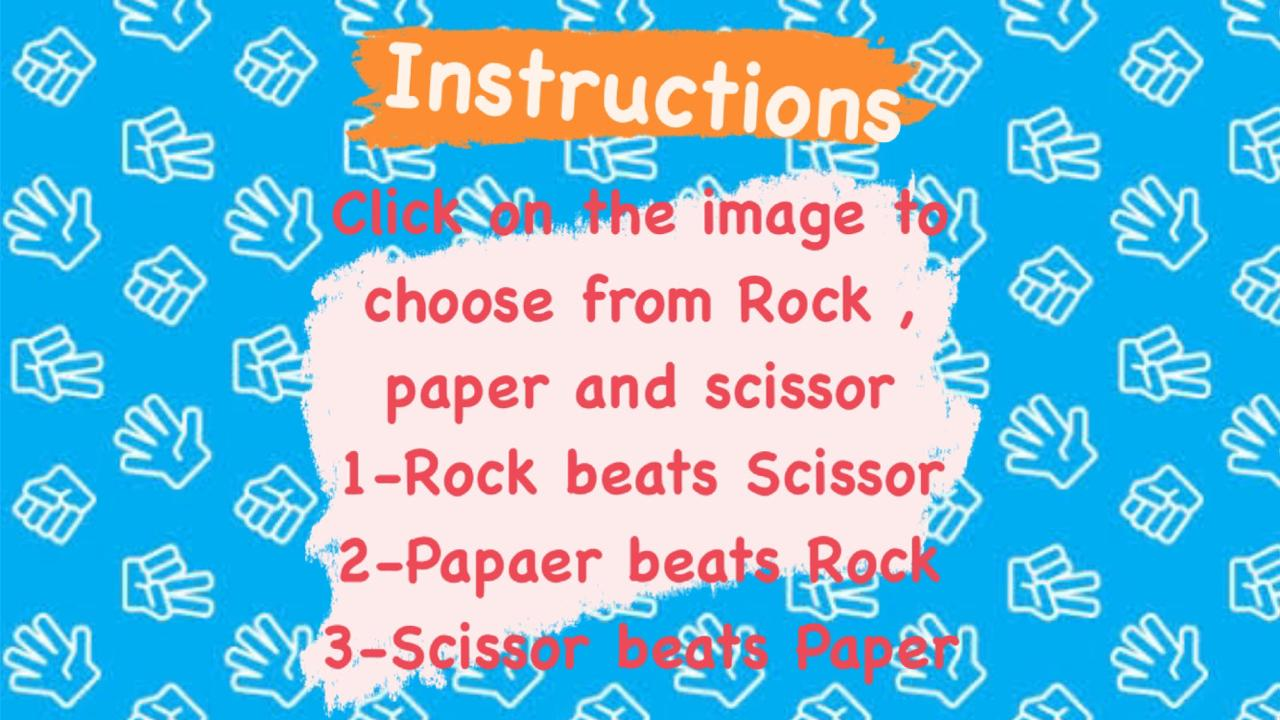 Instructions
Click on the image to
choose from Rock ,
paper and scissor
1-Rock beats Scissor
2-Papaer beats Rock
3-Scissor beats Paper